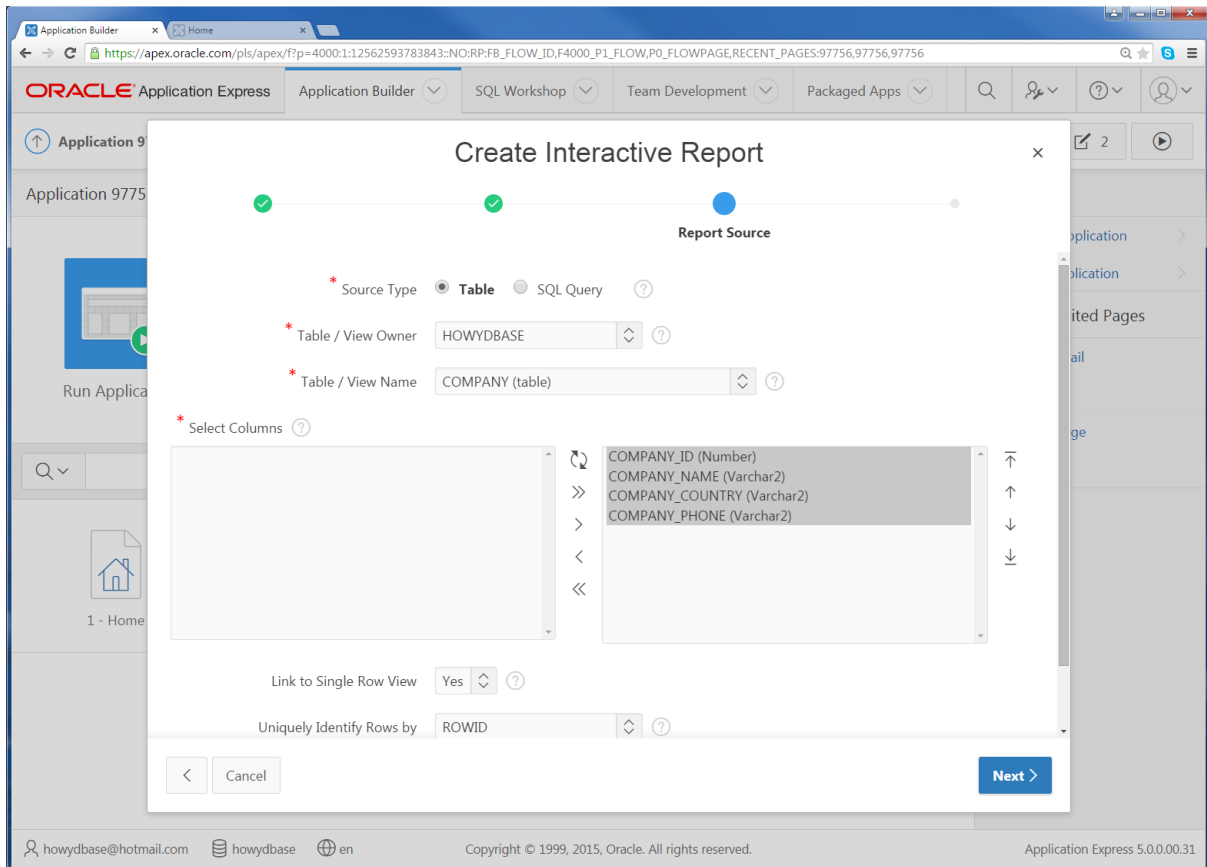 Application Builder
Home
https://apex.oracle.com/pls/apex/f?p=4000:1:12562593783843::NO:RP:FB_FLOW_ID,F4000_P1_FLOW,P0_FLOWPAGE,RECENT_PAGES:97756,97756,97756
ORACLE Application Express Application Builder SQL Workshop Team Development Packaged Apps
Application 97
2
Application 9775
Create Interactive Report
Report Source
* Source Type Table SQL Query ?
* Table / View Owner HOWYDBASE ?
* Table / View Name COMPANY (table) ?
* Select Columns ?
COMPANY_ID (Number)
COMPANY_NAME (Varchar2)
COMPANY_COUNTRY (Varchar2)
COMPANY_PHONE (Varchar2)
Link to Single Row View Yes ?
Uniquely Identify Rows by ROWID ?
Cancel
Next >
Run Applica
1 - Home
pplication
plication
ited Pages
ail
ge
howydbase@hotmail.com howydbase en Copyright © 1999, 2015, Oracle. All rights reserved. Application Express 5.0.0.00.31